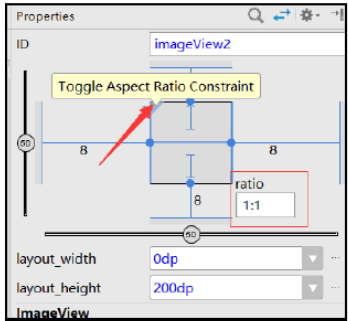 Properties
ID
imageView2
Toggle Aspect Ratio Constraint
50
8
8
ratio
8
1:1
50
layout_width
0dp
layout_height
200dp
ImageView